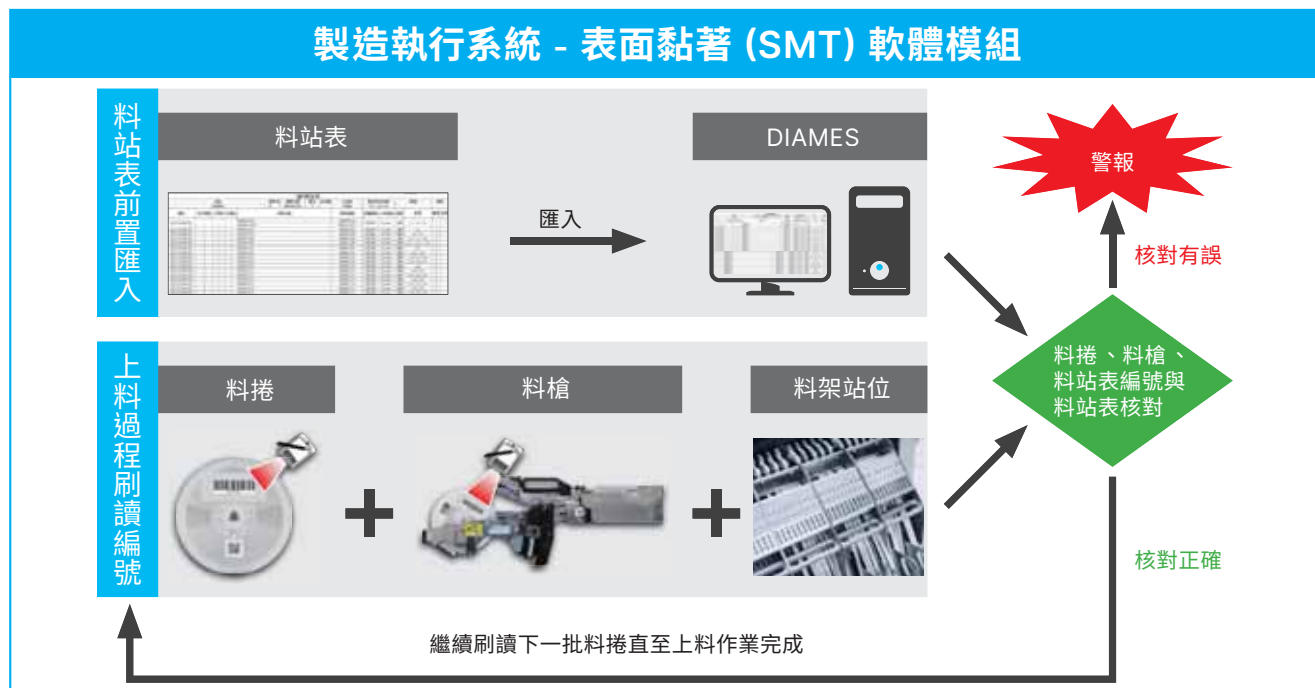 製造執行系統 - 表面黏著 (SMT) 軟體模組
料站表前置匯入
料站表
DIAMES
匯入
警報
核對有誤
上料過程刷讀編號
料捲
料槍
料架站位
料捲、料槍、
料站表編號與
料站表核對
核對正確
繼續刷讀下一批料捲直至上料作業完成